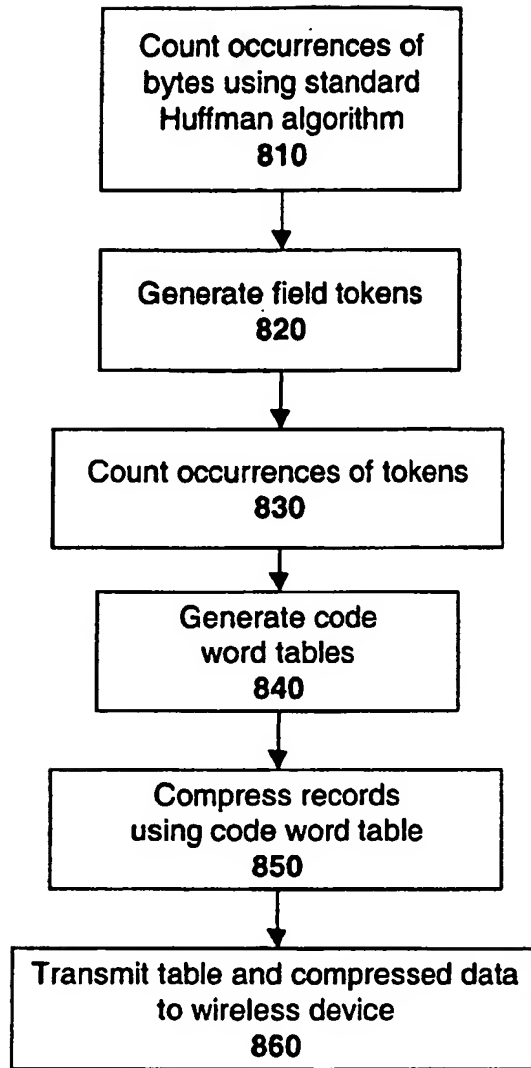 Count occurrences of
bytes using standard
Huffman algorithm
810
Generate field tokens
820
Count occurrences of tokens
830
Generate code
word tables
840
Compress records
using code word table
850
Transmit table and compressed data
to wireless device
860